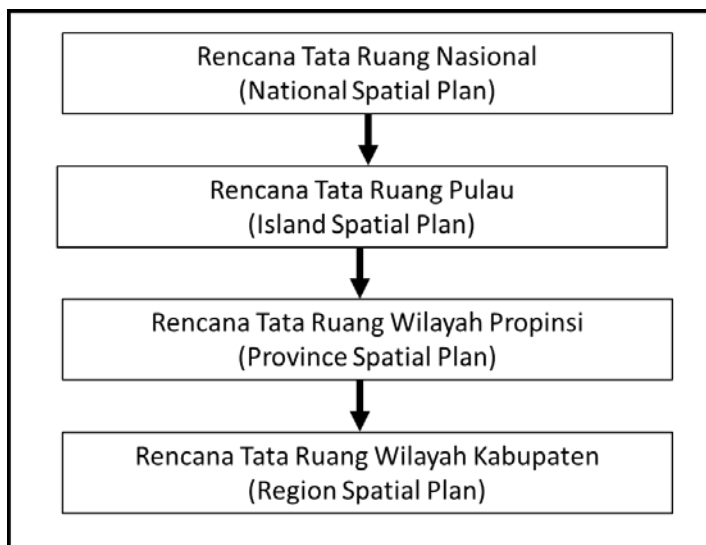 Rencana Tata Ruang Nasional
(National Spatial Plan)
Rencana Tata Ruang Pulau
(Island Spatial Plan)
Rencana Tata Ruang Wilayah Propinsi
(Province Spatial Plan)
Rencana Tata Ruang Wilayah Kabupaten
(Region Spatial Plan)